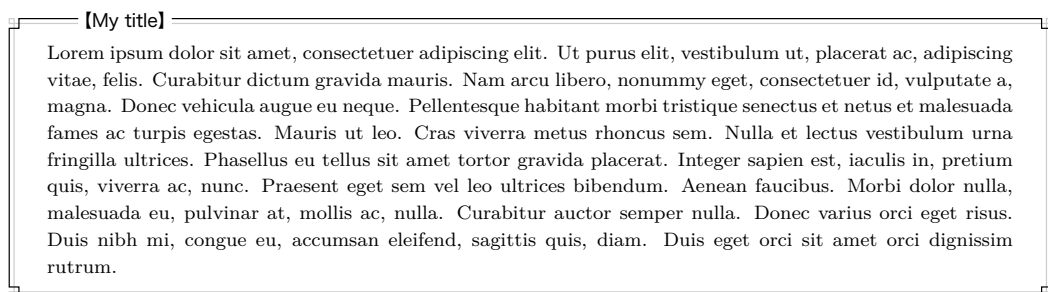 【My title】
Lorem ipsum dolor sit amet, consectetuer adipiscing elit. Ut purus elit, vestibulum ut, placerat ac, adipiscing
vitae, felis. Curabitur dictum gravida mauris. Nam arcu libero, nonummy eget, consectetuer id, vulputate a,
magna. Donec vehicula augue eu neque. Pellentesque habitant morbi tristique senectus et netus et malesuada
fames ac turpis egestas. Mauris ut leo. Cras viverra metus rhoncus sem. Nulla et lectus vestibulum urna
fringilla ultrices. Phasellus eu tellus sit amet tortor gravida placerat. Integer sapien est, iaculis in, pretium
quis, viverra ac, nunc. Praesent eget sem vel leo ultrices bibendum. Aenean faucibus. Morbi dolor nulla,
malesuada eu, pulvinar at, mollis ac, nulla. Curabitur auctor semper nulla. Donec varius orci eget risus.
Duis nibh mi, congue eu, accumsan eleifend, sagittis quis, diam. Duis eget orci sit amet orci dignissim
rutrum.